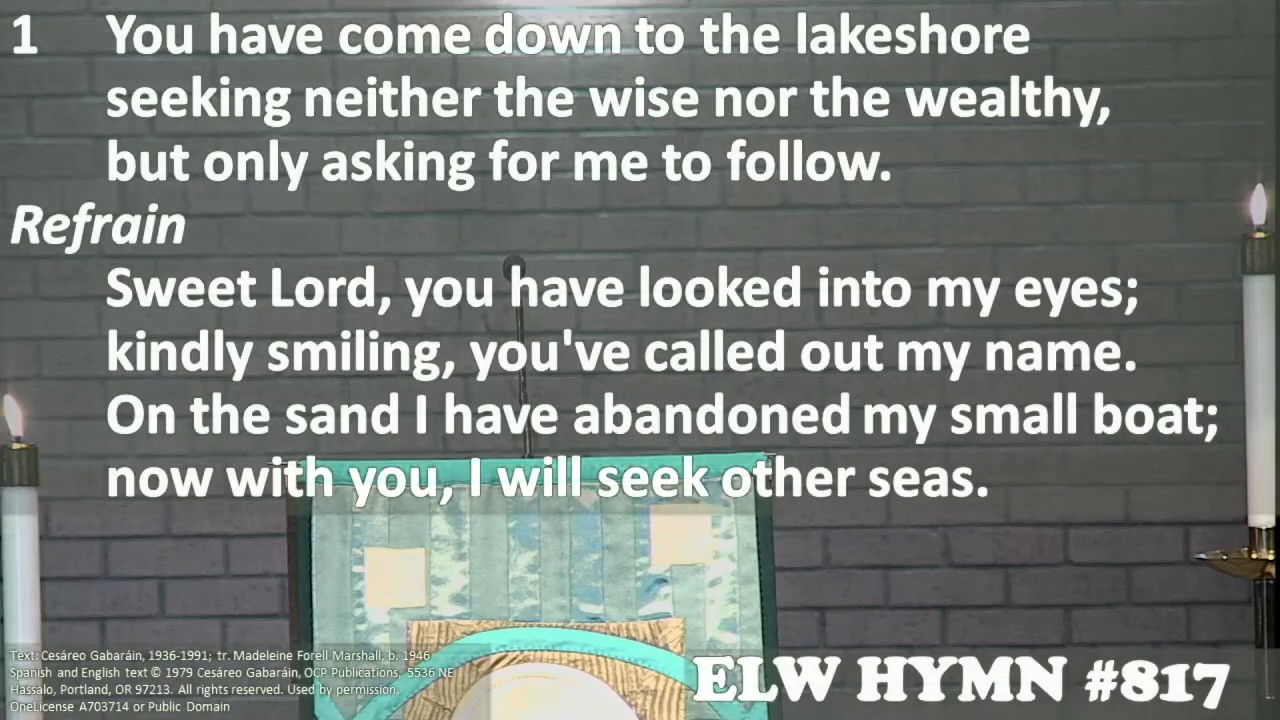 1 You have come down to the lakeshore
seeking neither the wise nor the wealthy,
but only asking for me to follow.
Refrain
Sweet Lord, you have looked into my eyes;
kindly smiling, you've called out my name.
On the sand I have abandoned my small boat;
now with you, I will seek other seas.
Text: Cesáreo Gabaráin, 1936-1991; tr. Madeleine Forell Marshall, b. 1946
Spanish and English text © 1979 Cesáreo Gabaráin, OCP Publications, 5536 NE
Hassalo, Portland, OR 97213. All rights reserved. Used by permission.
OneLicense A703714 or Public Domain
ELW HYMN #817